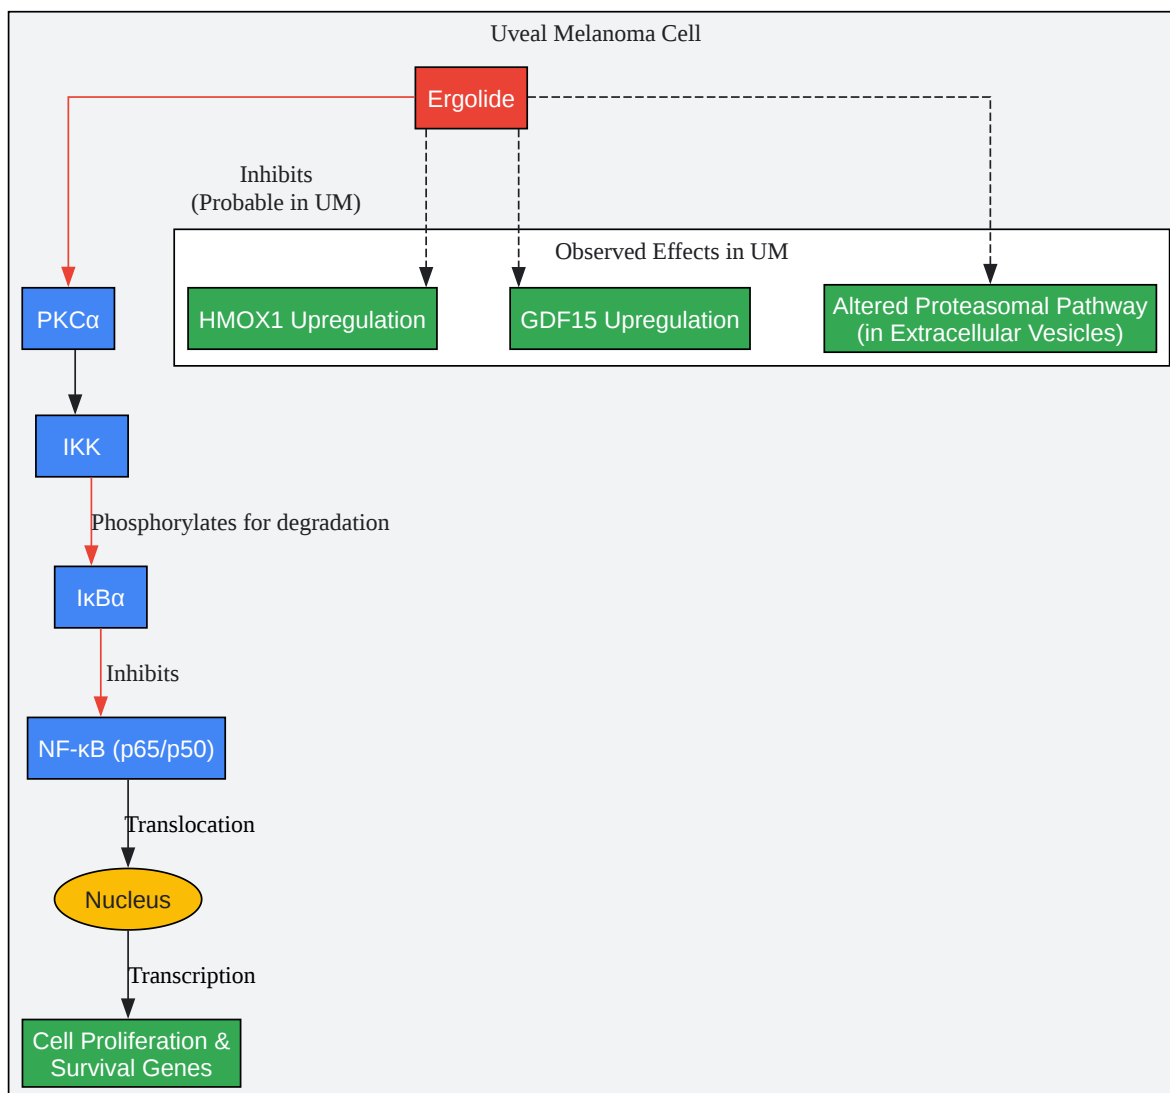 Uveal Melanoma Cell
Ergolide
Inhibits
(Probable in UM)
Observed Effects in UM
PKCα
HMOX1 Upregulation
GDF15 Upregulation
Altered Proteasomal Pathway
(in Extracellular Vesicles)
IKK
Phosphorylates for degradation
IκBα
Inhibits
NF-κB (p65/p50)
Translocation
Nucleus
Transcription
Cell Proliferation &
Survival Genes